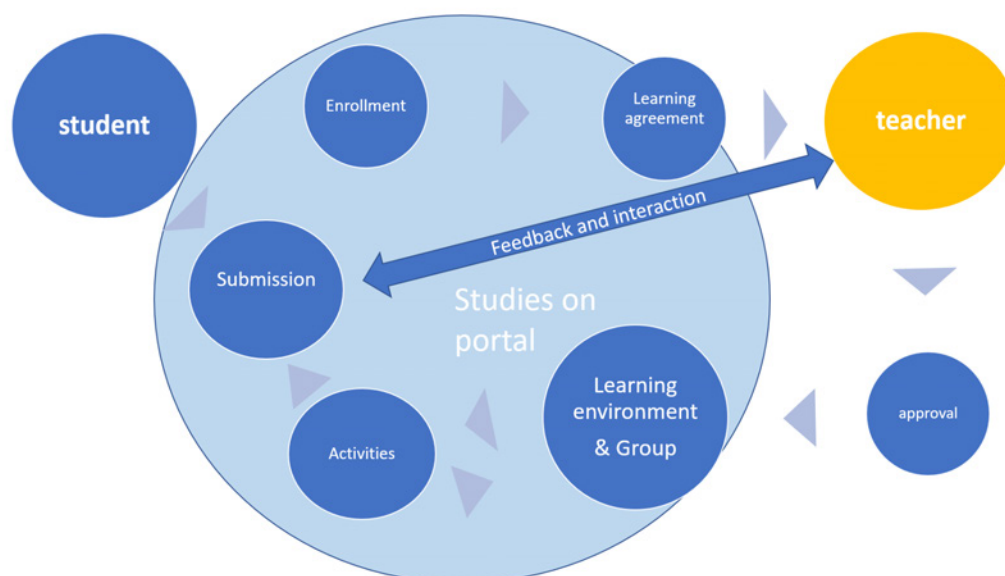 student
Enrollment
Learning
agreement
teacher
Feedback and interaction
Submission
Studies on
portal
Learning
environment
& Group
approval
Activities